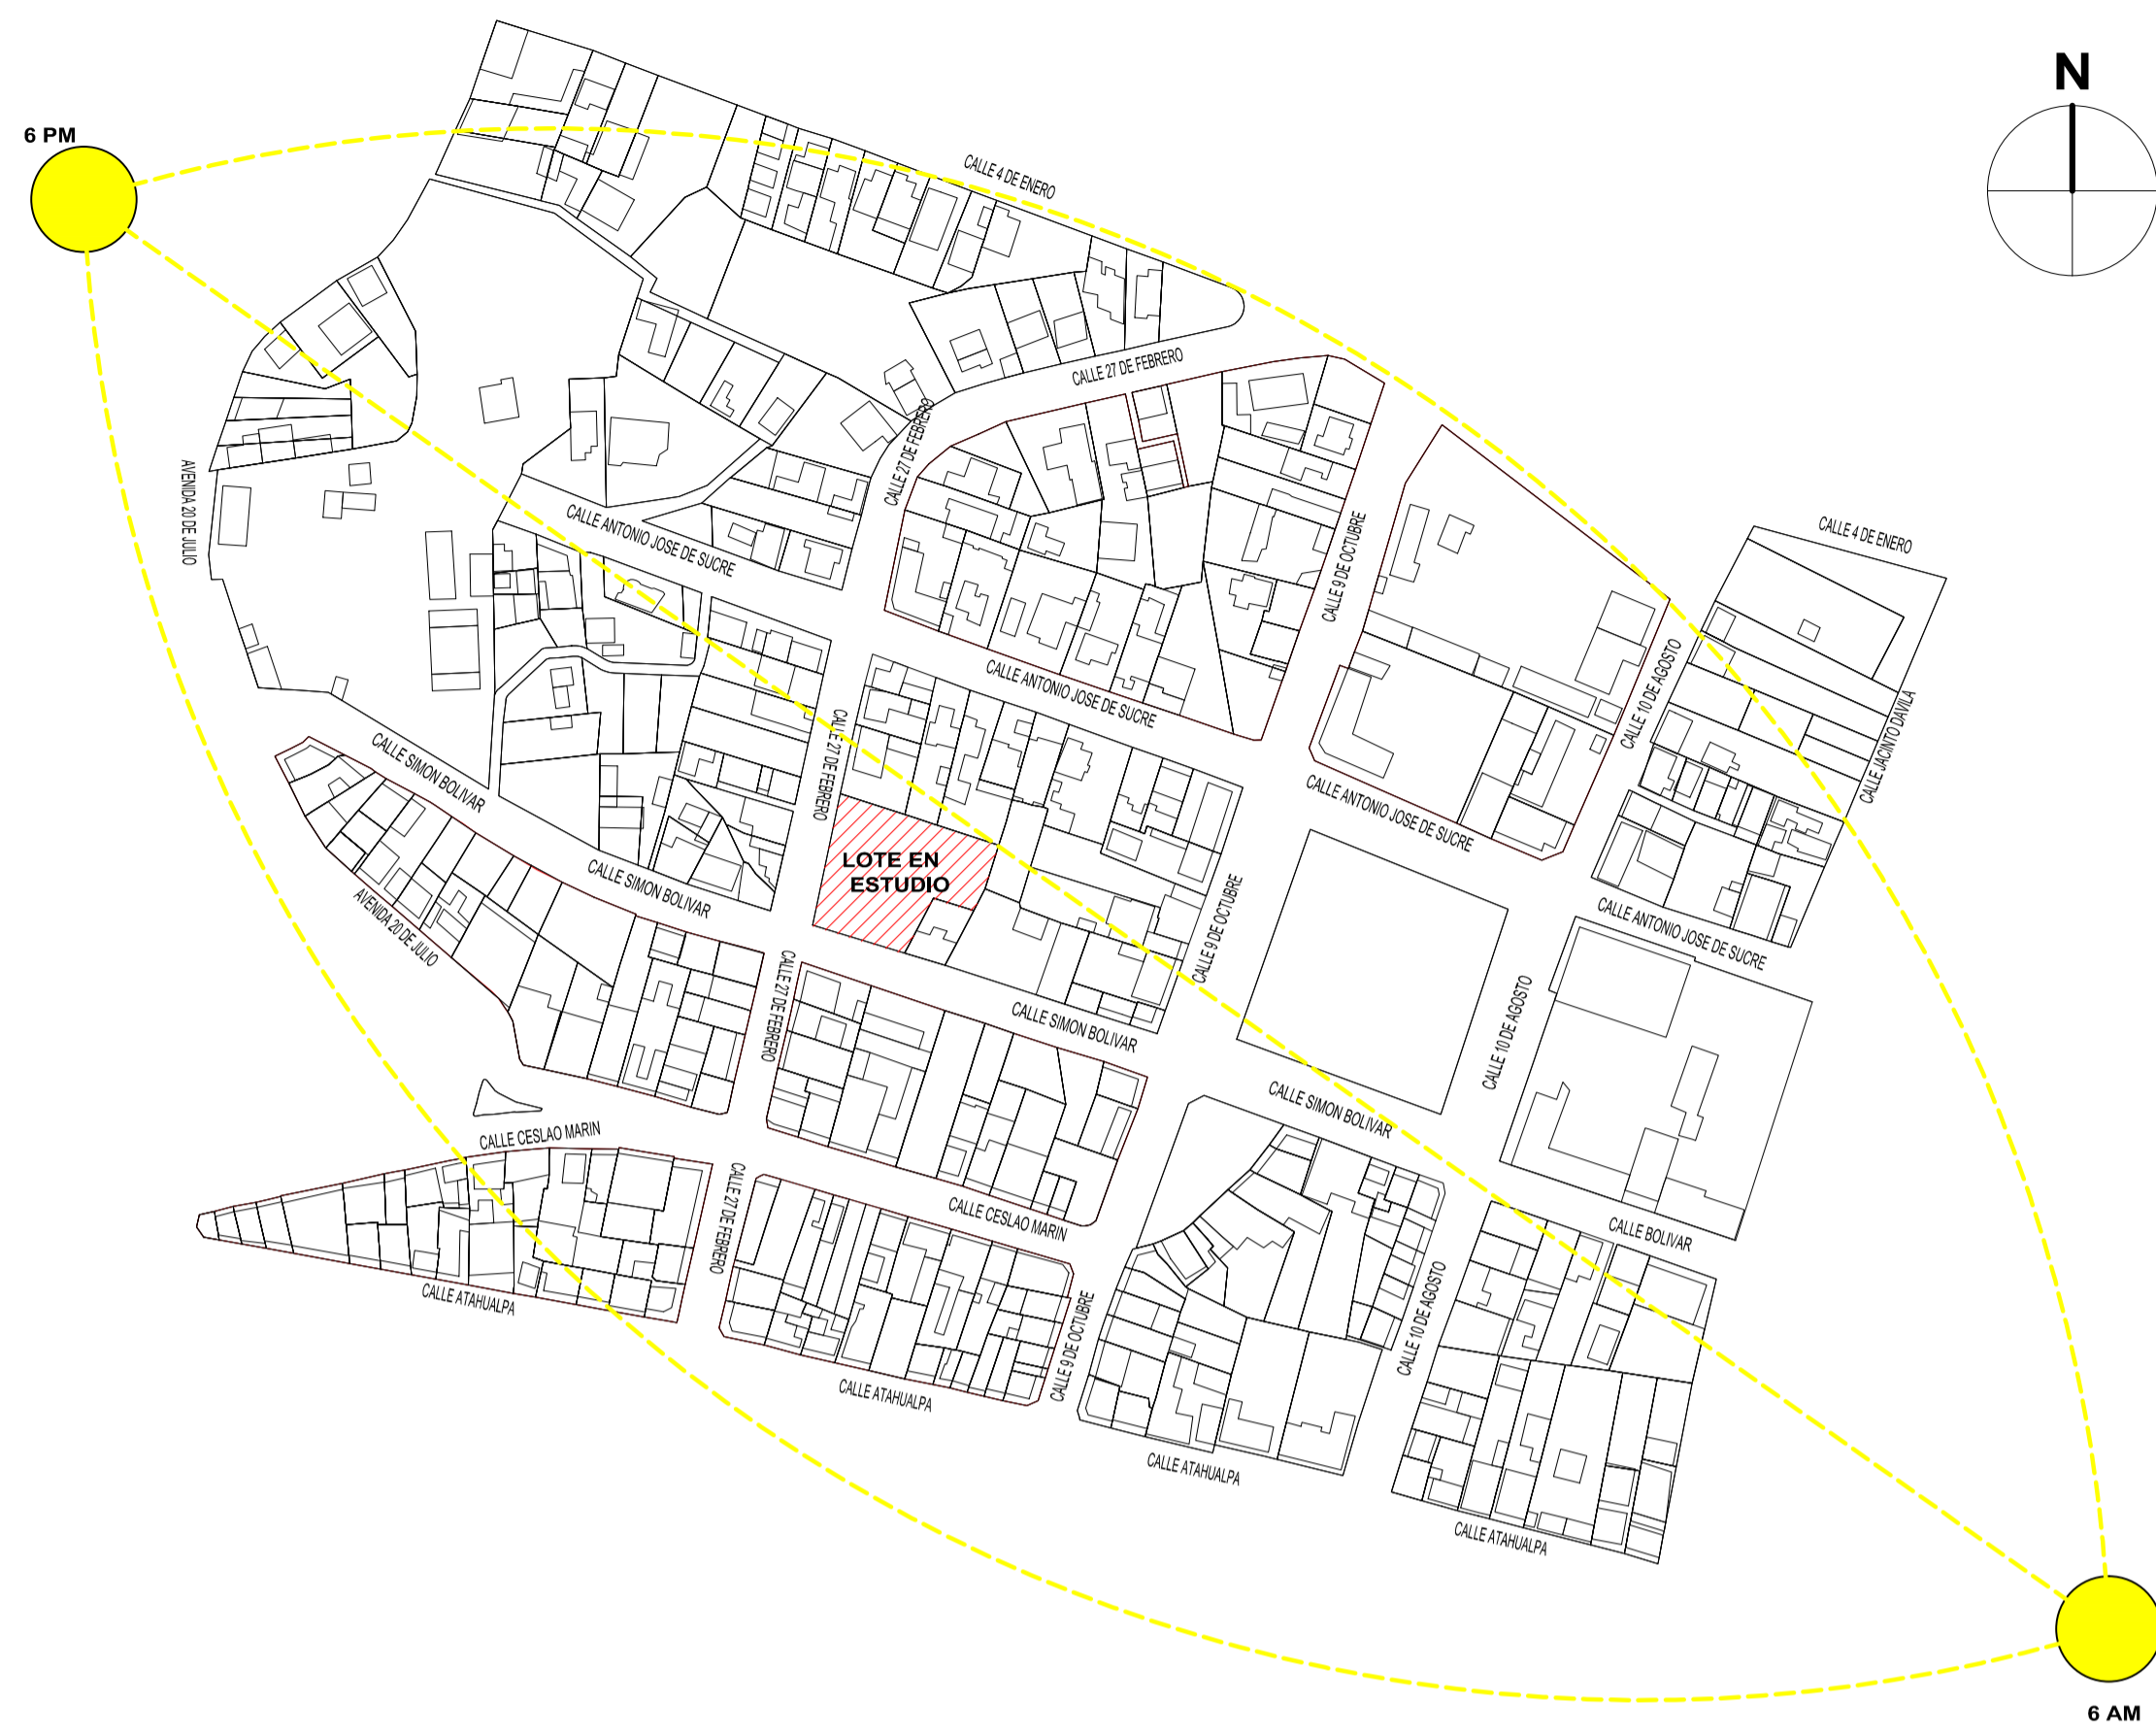 N
6 PM
CALLE 4 DE ENERO
CALLE 27 DE FEBRERO
CALLE 27 DE FEBRERO
AVENIDA 20 DE JULIO
CALLE ANTONIO JOSE DE SUCRE
CALLE 9 DE OCTUBRE
CALLE 4 DE ENERO
CALLE ANTONIO JOSE DE SUCRE
CALLE 10 DE AGOSTO
CALLE JACINTO DAVILA
CALLE 27 DE FEBRERO
CALLE SIMON BOLIVAR
CALLE ANTONIO JOSE DE SUCRE
LOTE EN
ESTUDIO
CALLE SIMON BOLIVAR
AVENIDA 20 DE JULIO
CALLE 9 DE OCTUBRE
CALLE ANTONIO JOSE DE SUCRE
CALLE 27 DE FEBRERO
CALLE SIMON BOLIVAR
CALLE 10 DE AGOSTO
CALLE SIMON BOLIVAR
CALLE CESLAO MARIN
CALLE 27 DE FEBRERO
CALLE CESLAO MARIN
CALLE BOLIVAR
CALLE ATAHUALPA
CALLE 9 DE OCTUBRE
CALLE 10 DE AGOSTO
CALLE ATAHUALPA
CALLE ATAHUALPA
CALLE ATAHUALPA
6 AM